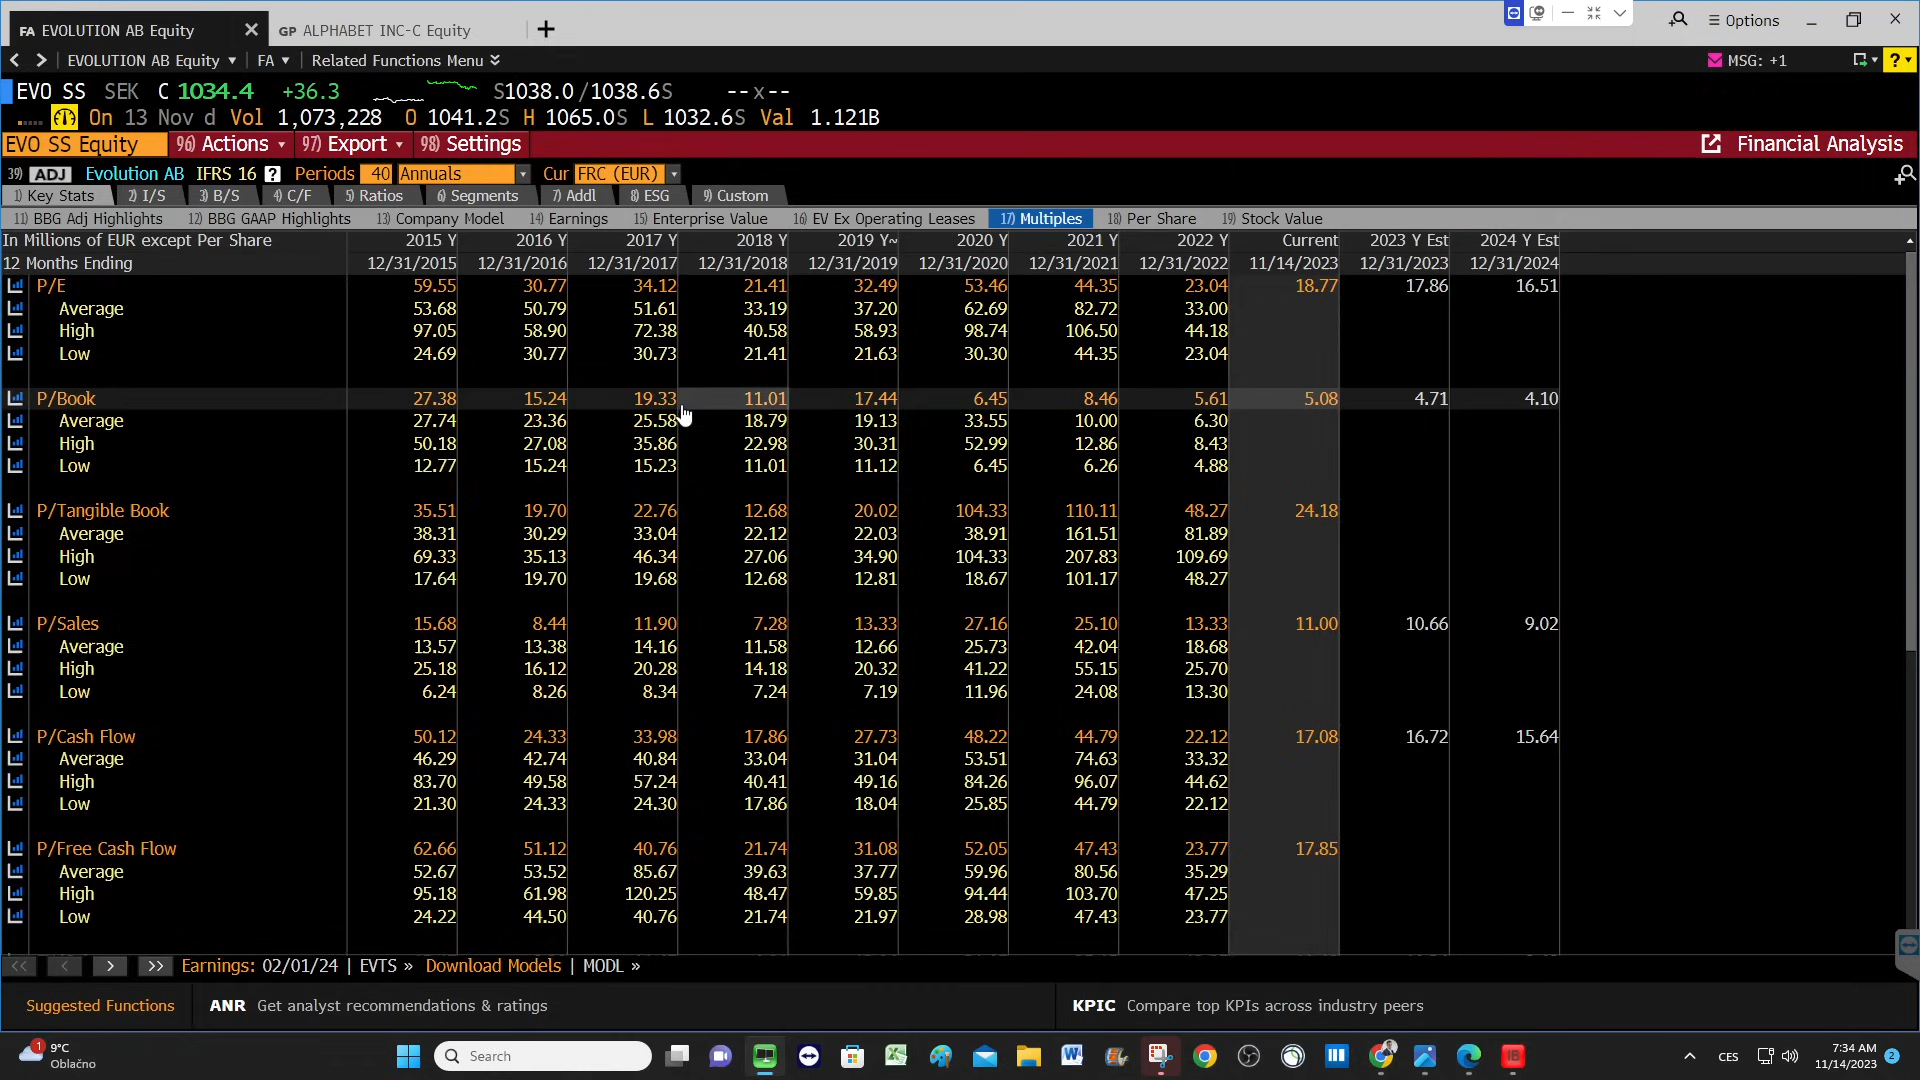 FA EVOLUTION AB Equity GP ALPHABET INC-C Equity Options
EVOLUTION AB Equity FA Related Functions Menu MSG: +1 ?
EVO SS SEK C 1034.4 +36.3 S1038.0/1038.6S --x--
On 13 Nov d Vol 1,073,228 O 1041.2S H 1065.0S L 1032.6S Val 1.121B
EVO SS Equity 96) Actions 97) Export 98) Settings Financial Analysis
39) ADJ Evolution AB IFRS 16 ? Periods 40 Annuals Cur FRC (EUR)
1) Key Stats 2) I/S 3) B/S 4) C/F 5) Ratios 6) Segments 7) Addl 8) ESG 9) Custom
11) BBG Adj Highlights 12) BBG GAAP Highlights 13) Company Model 14) Earnings 15) Enterprise Value 16) EV Ex Operating Leases 17) Multiples 18) Per Share 19) Stock Value
In Millions of EUR except Per Share 2015 Y 2016 Y 2017 Y 2018 Y 2019 Y~ 2020 Y 2021 Y 2022 Y Current 2023 Y Est 2024 Y Est
12 Months Ending 12/31/2015 12/31/2016 12/31/2017 12/31/2018 12/31/2019 12/31/2020 12/31/2021 12/31/2022 11/14/2023 12/31/2023 12/31/2024
P/E 59.55 30.77 34.12 21.41 32.49 53.46 44.35 23.04 18.77 17.86 16.51
Average 53.68 50.79 51.61 33.19 37.20 62.69 82.72 33.00
High 97.05 58.90 72.38 40.58 58.93 98.74 106.50 44.18
Low 24.69 30.77 30.73 21.41 21.63 30.30 44.35 23.04
P/Book 27.38 15.24 19.33 11.01 17.44 6.45 8.46 5.61 5.08 4.71 4.10
Average 27.74 23.36 25.58 18.79 19.13 33.55 10.00 6.30
High 50.18 27.08 35.86 22.98 30.31 52.99 12.86 8.43
Low 12.77 15.24 15.23 11.01 11.12 6.45 6.26 4.88
P/Tangible Book 35.51 19.70 22.76 12.68 20.02 104.33 110.11 48.27 24.18
Average 38.31 30.29 33.04 22.12 22.03 38.91 161.51 81.89
High 69.33 35.13 46.34 27.06 34.90 104.33 207.83 109.69
Low 17.64 19.70 19.68 12.68 12.81 18.67 101.17 48.27
P/Sales 15.68 8.44 11.90 7.28 13.33 27.16 25.10 13.33 11.00 10.66 9.02
Average 13.57 13.38 14.16 11.58 12.66 25.73 42.04 18.68
High 25.18 16.12 20.28 14.18 20.32 41.22 55.15 25.70
Low 6.24 8.26 8.34 7.24 7.19 11.96 24.08 13.30
P/Cash Flow 50.12 24.33 33.98 17.86 27.73 48.22 44.79 22.12 17.08 16.72 15.64
Average 46.29 42.74 40.84 33.04 31.04 53.51 74.63 33.32
High 83.70 49.58 57.24 40.41 49.16 84.26 96.07 44.62
Low 21.30 24.33 24.30 17.86 18.04 25.85 44.79 22.12
P/Free Cash Flow 62.66 51.12 40.76 21.74 31.08 52.05 47.43 23.77 17.85
Average 52.67 53.52 85.67 39.63 37.77 59.96 80.56 35.29
High 95.18 61.98 120.25 48.47 59.85 94.44 103.70 47.25
Low 24.22 44.50 40.76 21.74 21.97 28.98 47.43 23.77
Earnings: 02/01/24 | EVTS » Download Models | MODL »
Suggested Functions ANR Get analyst recommendations & ratings KPIC Compare top KPIs across industry peers
1 9°C Search CES 7:34 AM 2
Oblačno 11/14/2023